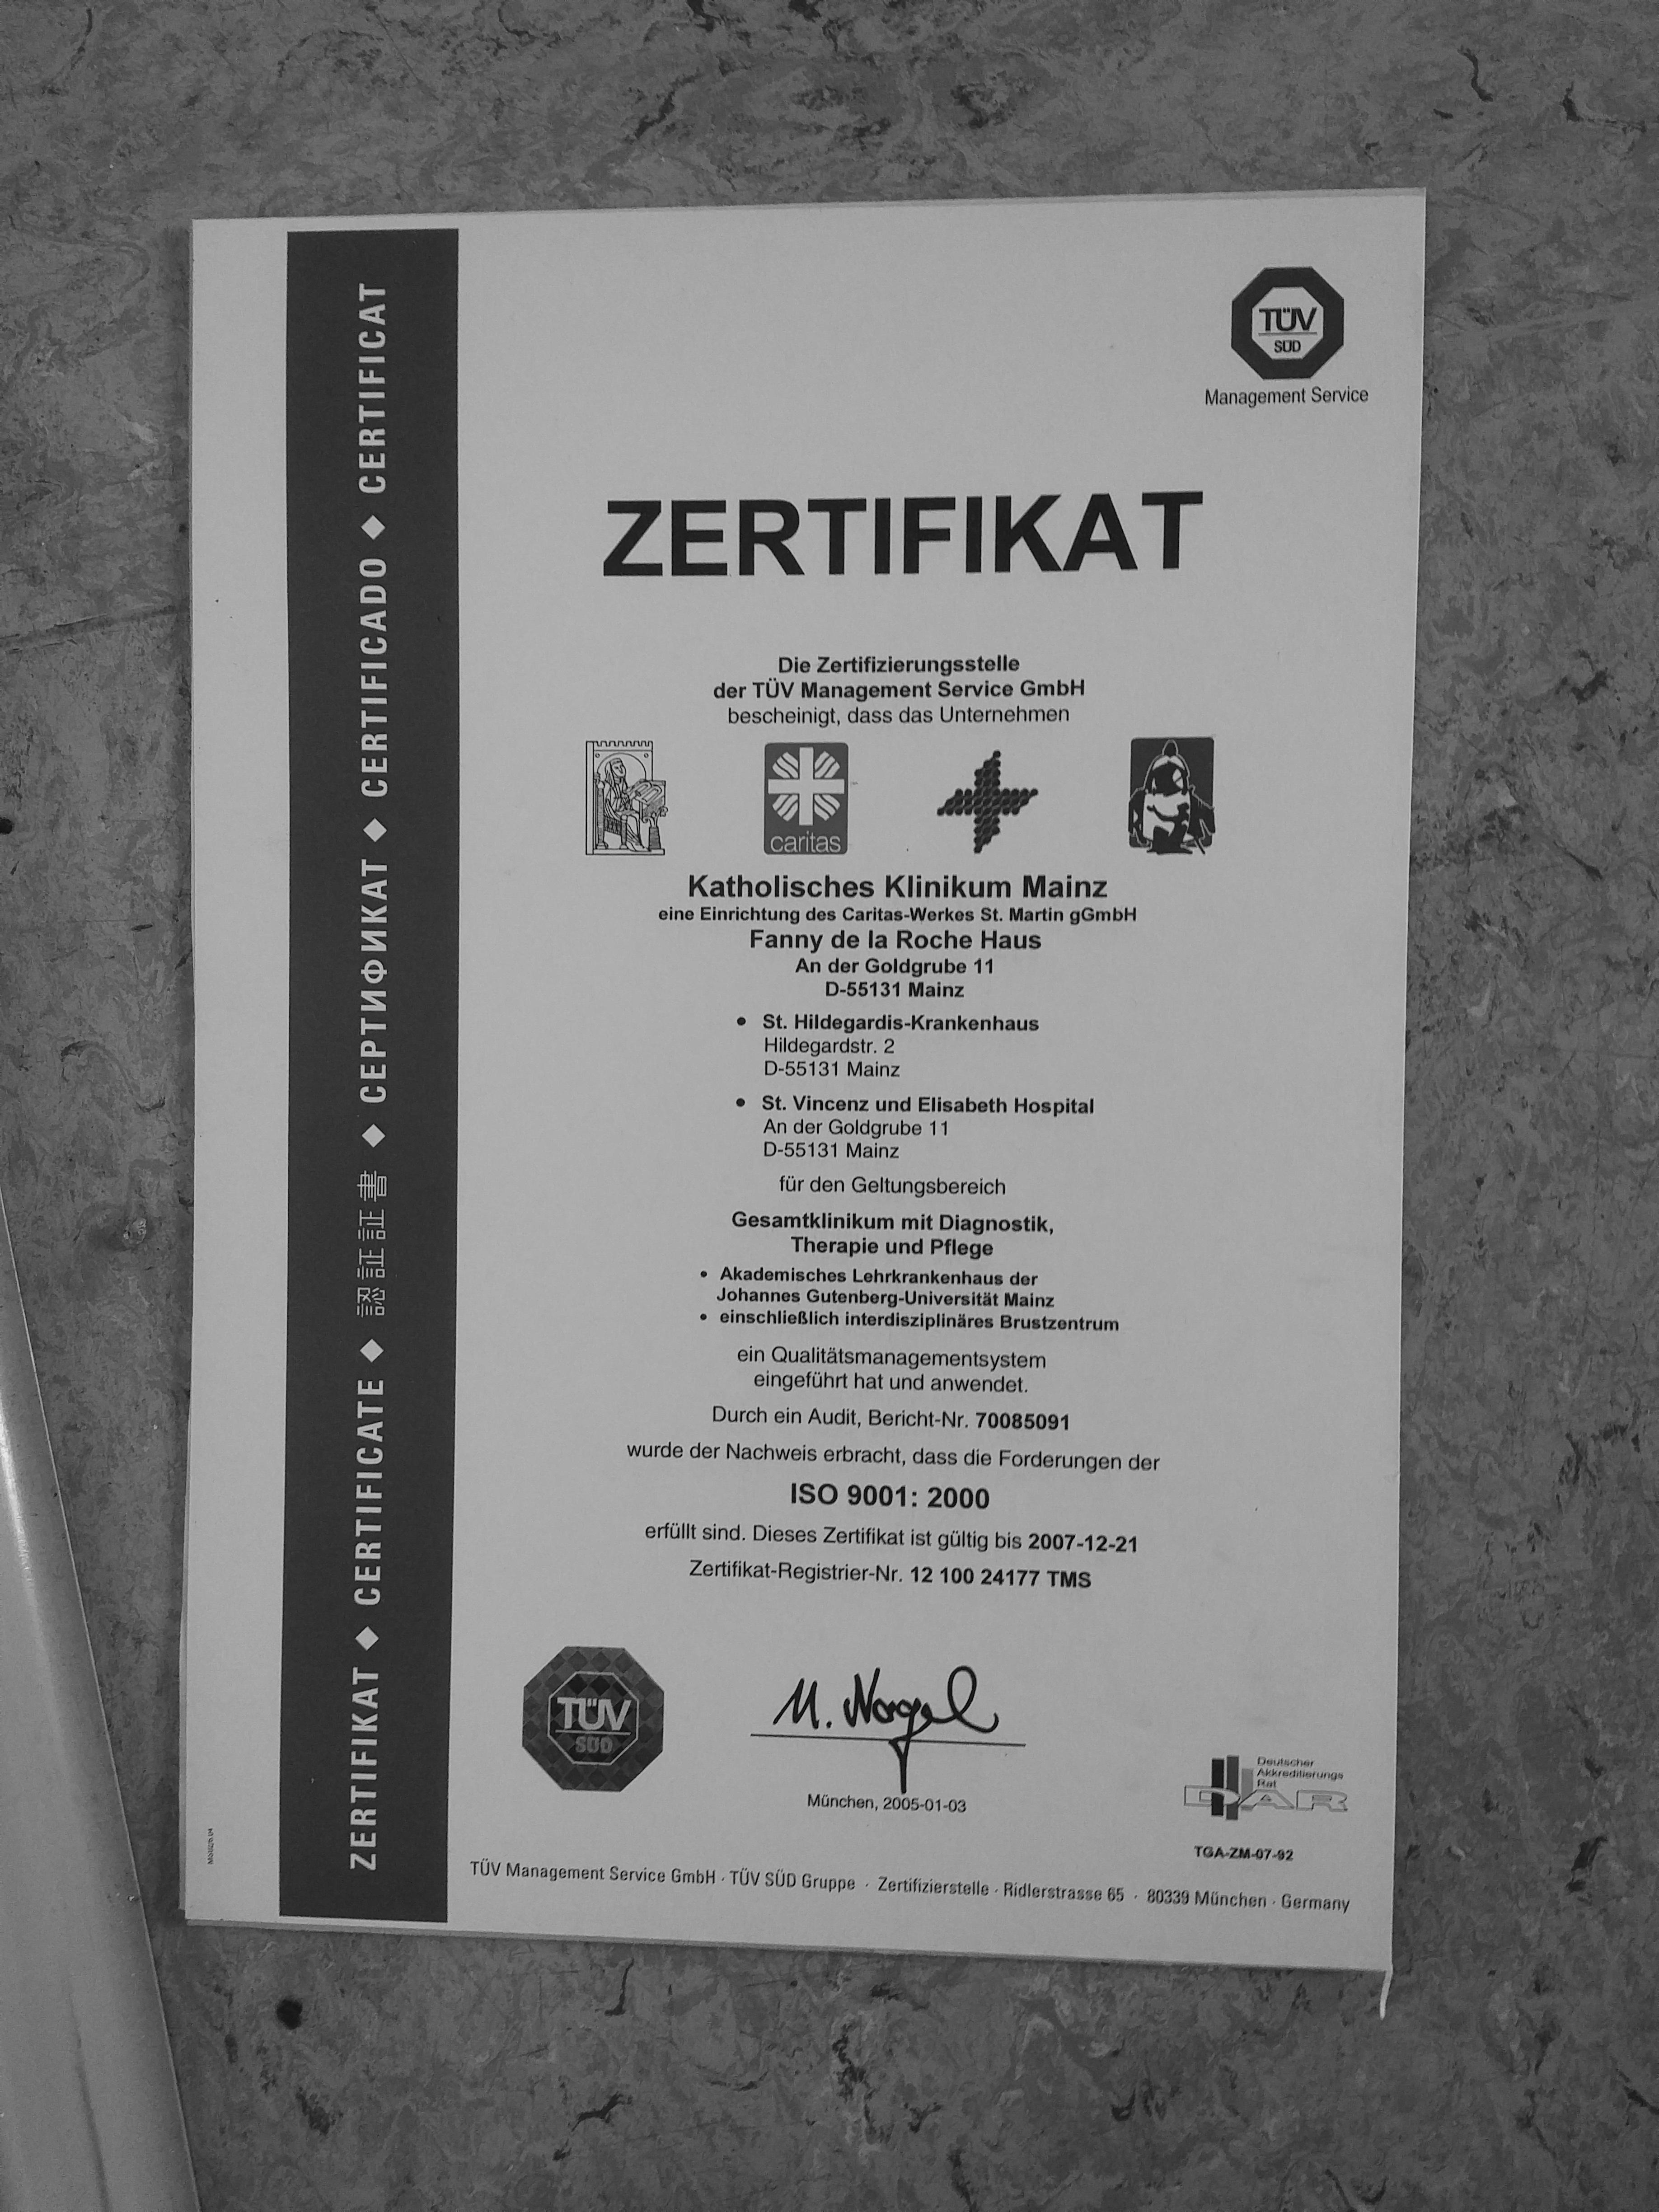 TÜV
SÜD
Management Service
ZERTIFIKAT
Die Zertifizierungsstelle
der TÜV Management Service GmbH
bescheinigt, dass das Unternehmen
caritas
Katholisches Klinikum Mainz
eine Einrichtung des Caritas-Werkes St. Martin gGmbH
Fanny de la Roche Haus
An der Goldgrube 11
D-55131 Mainz
• St. Hildegardis-Krankenhaus
Hildegardstr. 2
D-55131 Mainz
• St. Vincenz und Elisabeth Hospital
An der Goldgrube 11
D-55131 Mainz
für den Geltungsbereich
Gesamtklinikum mit Diagnostik,
Therapie und Pflege
• Akademisches Lehrkrankenhaus der
Johannes Gutenberg-Universität Mainz
• einschließlich interdisziplinäres Brustzentrum
ein Qualitätsmanagementsystem
eingeführt hat und anwendet.
Durch ein Audit, Bericht-Nr. 70085091
wurde der Nachweis erbracht, dass die Forderungen der
ISO 9001: 2000
erfüllt sind. Dieses Zertifikat ist gültig bis 2007-12-21
Zertifikat-Registrier-Nr. 12 100 24177 TMS
TÜV
SÜD
M. Nagel
München, 2005-01-03
Deutscher
Akkreditierungs
Rat
DAR
TGA-ZM-07-92
TÜV Management Service GmbH · TÜV SÜD Gruppe · Zertifizierstelle · Ridlerstrasse 65 · 80339 München · Germany
ZERTIFIKAT ◆ CERTIFICATE ◆ 認証証書 ◆ СЕРТИФИКАТ ◆ CERTIFICADO ◆ CERTIFICAT